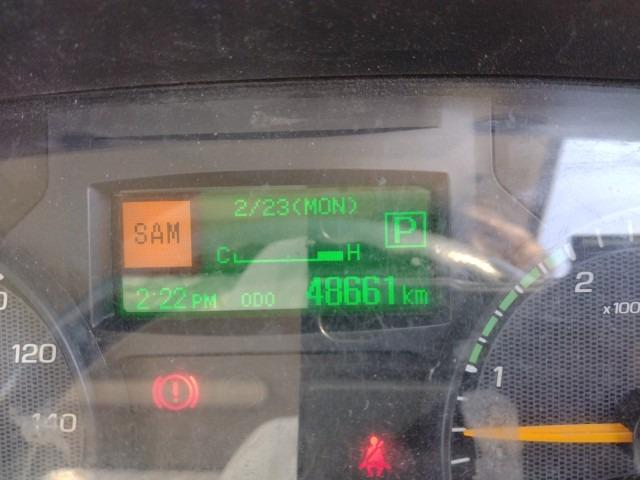 2/23(MON)
SAM
P
C H
2:22 PM ODO 48661 km
2
x100
1
120
140